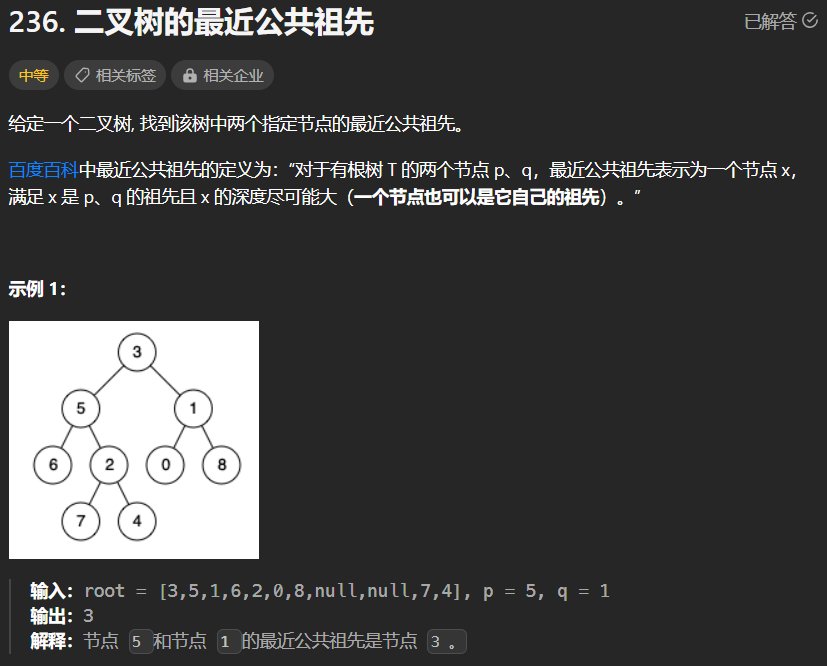 236. 二叉树的最近公共祖先
已解答
中等 相关标签 相关企业
给定一个二叉树, 找到该树中两个指定节点的最近公共祖先。
百度百科中最近公共祖先的定义为：“对于有根树 T 的两个节点 p、q，最近公共祖先表示为一个节点 x，
满足 x 是 p、q 的祖先且 x 的深度尽可能大（一个节点也可以是它自己的祖先）。”
示例 1：
3
5 1
6 2 0 8
7 4
输入：root = [3,5,1,6,2,0,8,null,null,7,4], p = 5, q = 1
输出：3
解释：节点 5 和节点 1 的最近公共祖先是节点 3 。